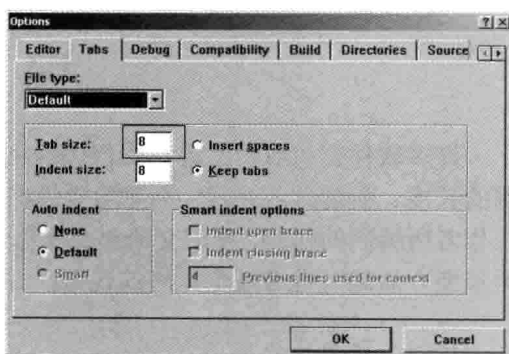 Options
Editor Tabs Debug Compatibility Build Directories Source
File type:
Default
Tab size: 8 Insert spaces
Indent size: 8 Keep tabs
Auto indent
None
Default
Smart
Smart indent options
Indent open brace
Indent closing brace
4 Previous lines used for context
OK Cancel